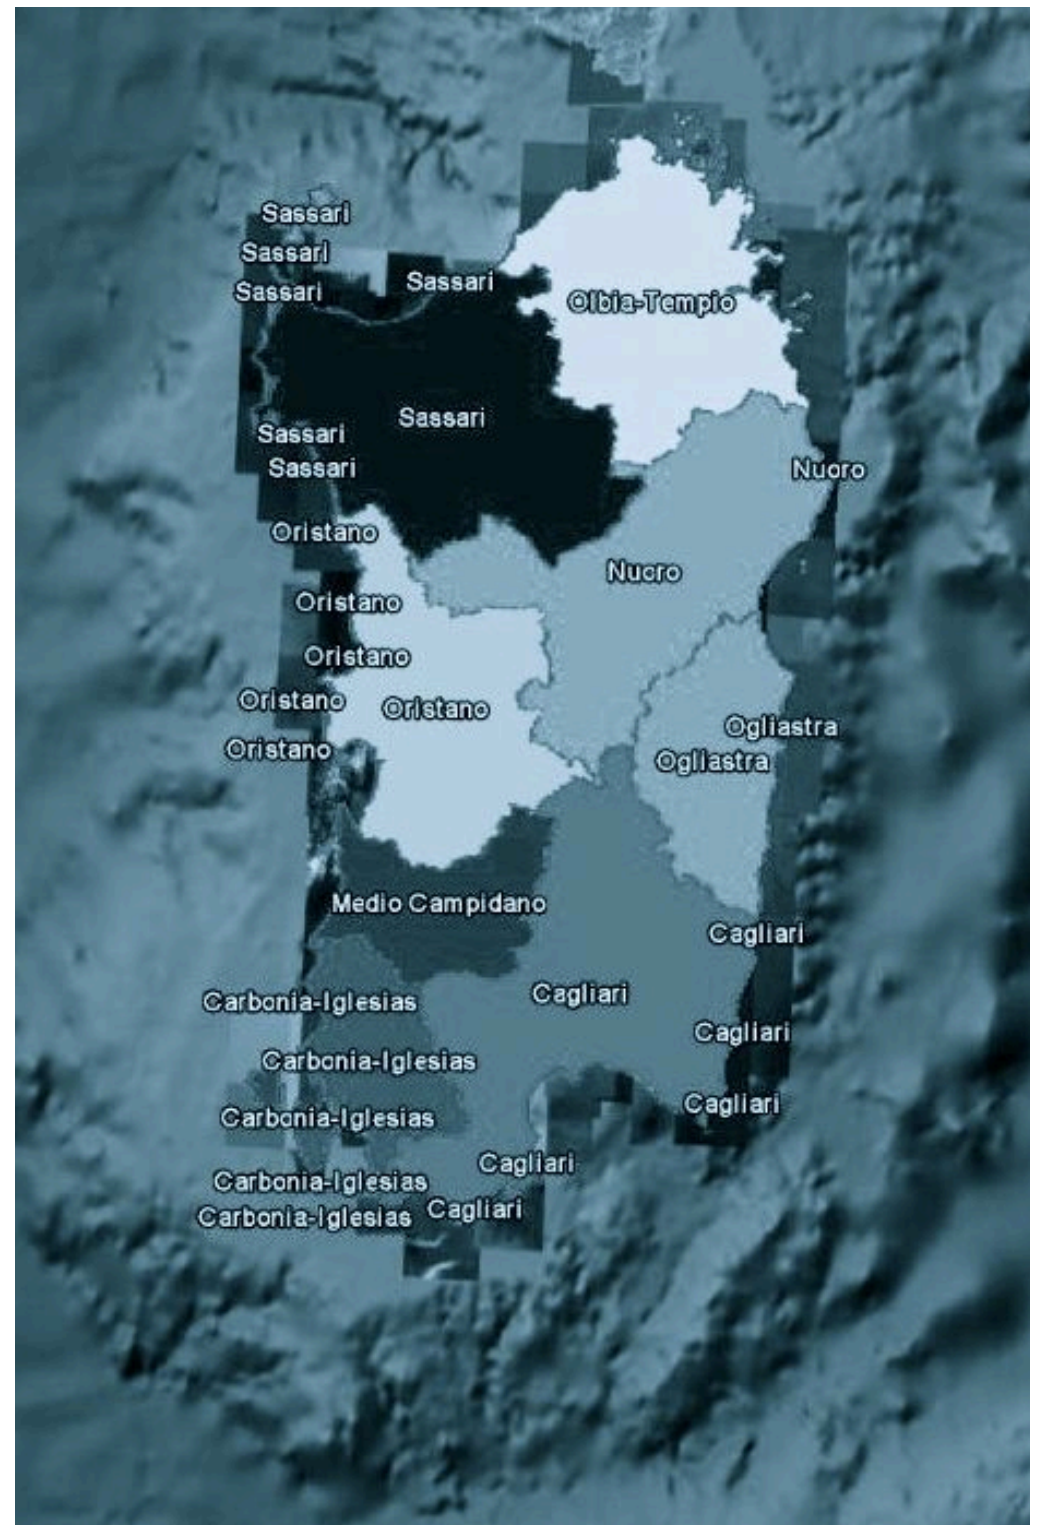 Sassari
Sassari
Sassari
Sassari
Olbia-Tempio
Sassari
Sassari
Sassari
Nuoro
Oristano
Nuoro
Oristano
Oristano
Oristano
Oristano
Ogliastra
Oristano
Ogliastra
Medio Campidano
Cagliari
Cagliari
Carbonia-Iglesias
Cagliari
Carbonia-Iglesias
Cagliari
Carbonia-Iglesias
Cagliari
Carbonia-Iglesias
Cagliari
Carbonia-Iglesias